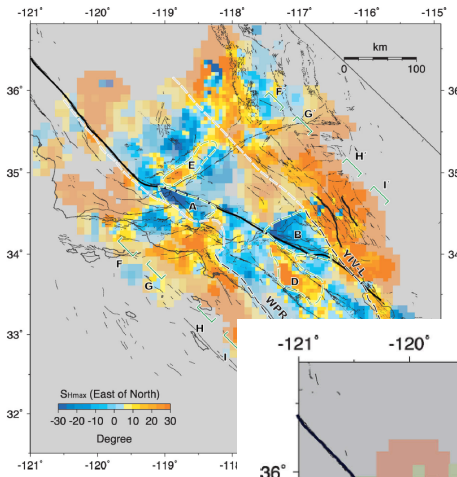 -121° -120° -119° -118° -117° -116° -115°
km
0 100
36°
F
G
H
E
35°
I
A
B
34°
YIV-L
F
D
G
WPR
33°
H
I
-121° -120°
SHmax (East of North)
-30 -20 -10 0 10 20 30
32°
Degree
36°
-121° -120° -119° -118